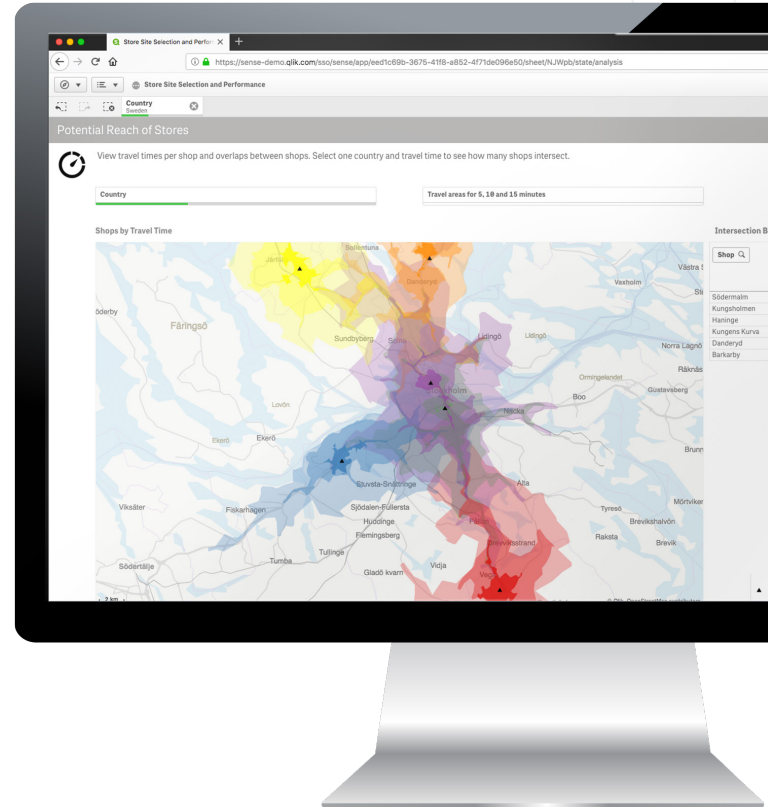 Store Site Selection and Perfor
https://sense-demo.qlik.com/sso/sense/app/eed1c69b-3675-41f8-a852-4f71de096e50/sheet/NJWpb/state/analysis
Store Site Selection and Performance
Country
Sweden
Potential Reach of Stores
View travel times per shop and overlaps between shops. Select one country and travel time to see how many shops intersect.
Country
Travel areas for 5, 10 and 15 minutes
Shops by Travel Time
Intersection B
Shop
Södermalm
Kungsholmen
Haninge
Kungens Kurva
Danderyd
Barkarby
Sollentuna
Danderyd
Vaxholm
Västra
öderby
Färingsö
Sundbyberg
Solna
Lidingö
Lidingö
Norra Lagnö
Räknäs
Ormingelandet
Gustavsberg
Boo
Stockholm
Nacka
Lovön
Ekerö
Ekerö
Brunn
Stuvsta-Snättringe
Älta
Mörtviken
Viksäter
Fiskarhagen
Sjödalen-Fullersta
Tyresö
Huddinge
Brevikshalvön
Flemingsberg
Raksta
Brevik
Brevviksstrand
Tullinge
Tumba
Södertälje
Vidja
Gladö kvarn
Vega
2 km